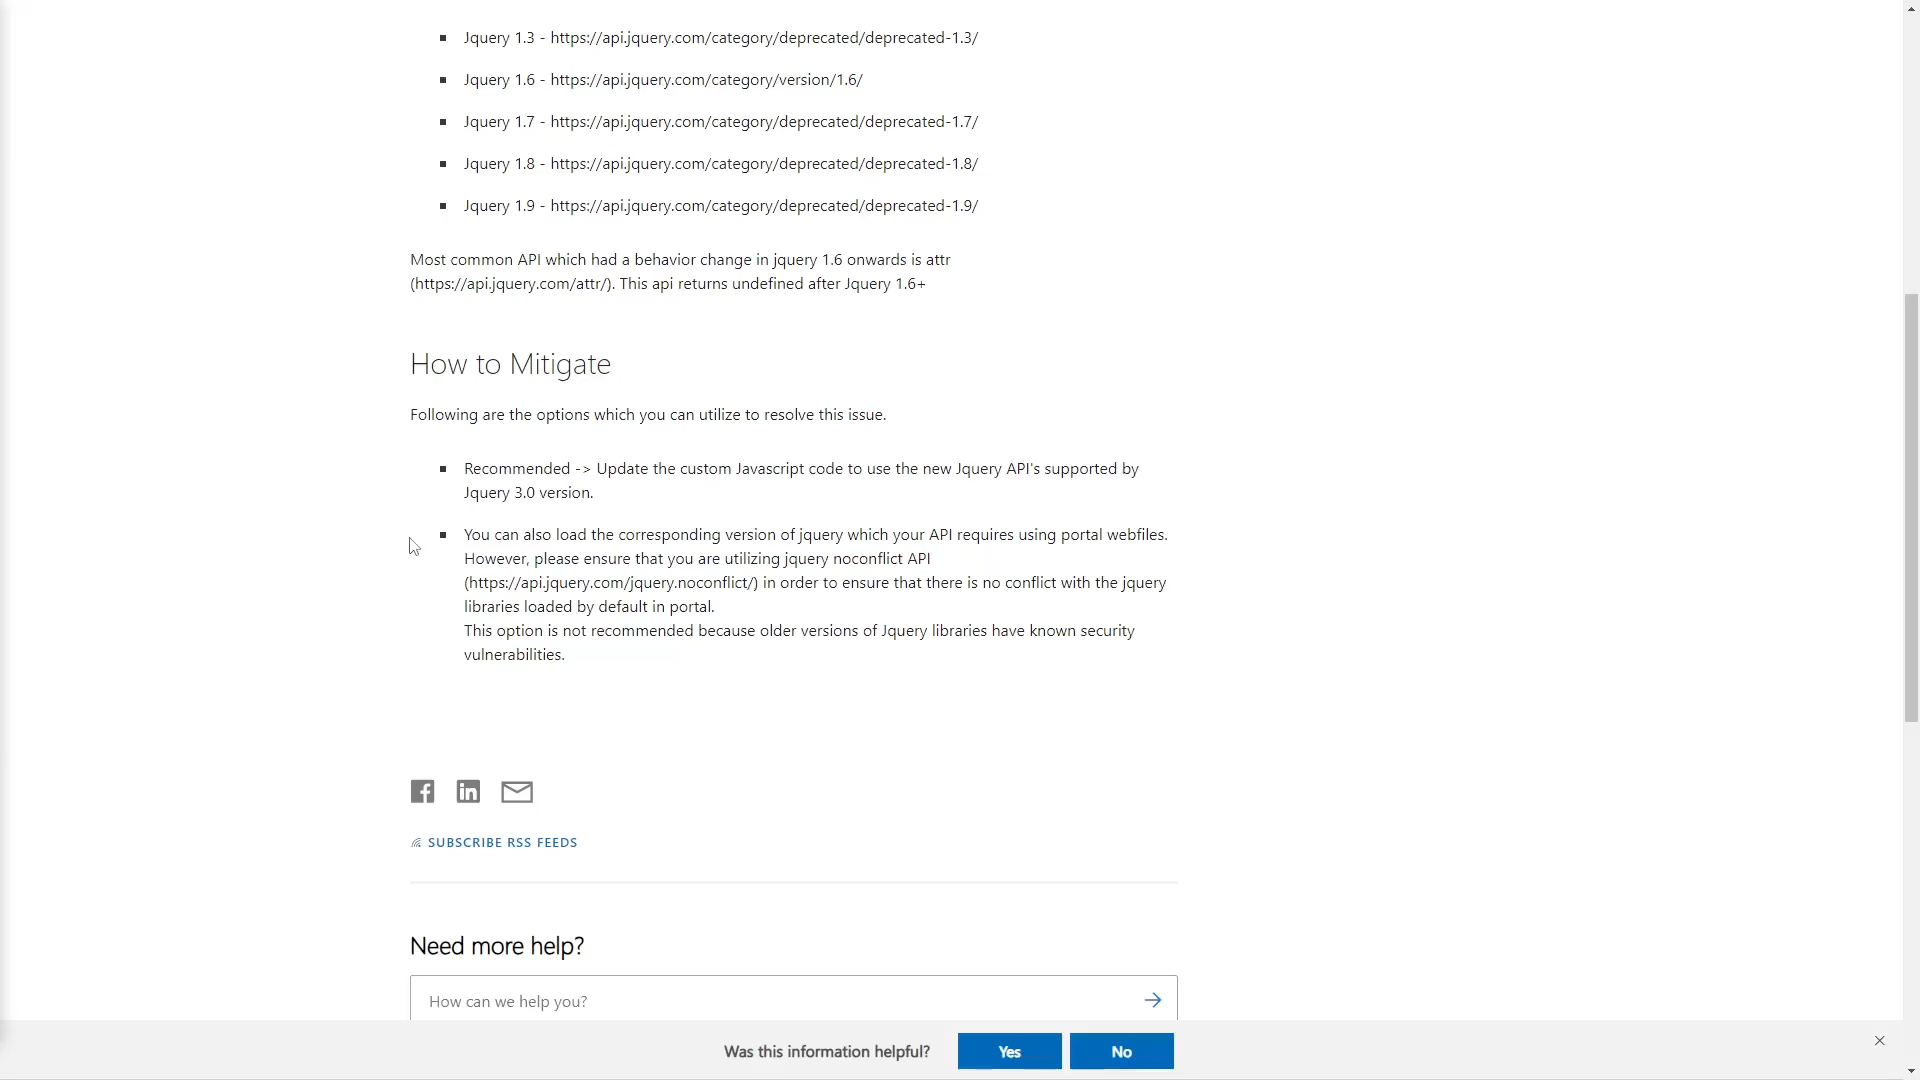 Jquery 1.3 - https://api.jquery.com/category/deprecated/deprecated-1.3/
Jquery 1.6 - https://api.jquery.com/category/version/1.6/
Jquery 1.7 - https://api.jquery.com/category/deprecated/deprecated-1.7/
Jquery 1.8 - https://api.jquery.com/category/deprecated/deprecated-1.8/
Jquery 1.9 - https://api.jquery.com/category/deprecated/deprecated-1.9/
Most common API which had a behavior change in jquery 1.6 onwards is attr
(https://api.jquery.com/attr/). This api returns undefined after Jquery 1.6+
How to Mitigate
Following are the options which you can utilize to resolve this issue.
Recommended -> Update the custom Javascript code to use the new Jquery API's supported by
Jquery 3.0 version.
You can also load the corresponding version of jquery which your API requires using portal webfiles.
However, please ensure that you are utilizing jquery noconflict API
(https://api.jquery.com/jquery.noconflict/) in order to ensure that there is no conflict with the jquery
libraries loaded by default in portal.
This option is not recommended because older versions of Jquery libraries have known security
vulnerabilities.
SUBSCRIBE RSS FEEDS
Need more help?
How can we help you?
Was this information helpful? Yes No